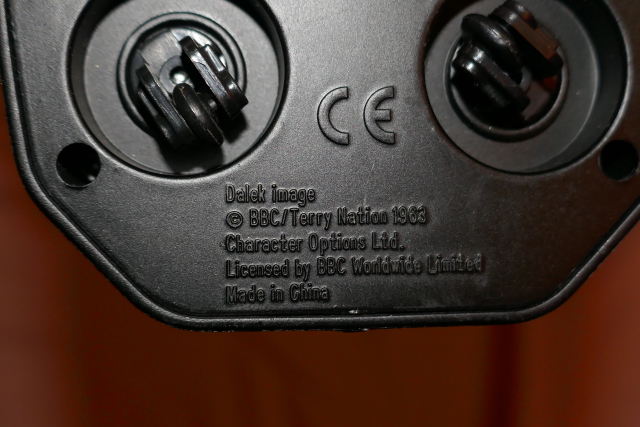 CE
Dalek image
© BBC/Terry Nation 1963
Character Options Ltd.
Licensed by BBC Worldwide Limited
Made in China